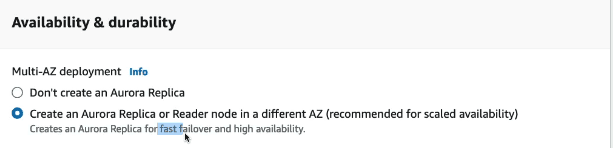 Availability & durability
Multi-AZ deployment Info
Don't create an Aurora Replica
Create an Aurora Replica or Reader node in a different AZ (recommended for scaled availability)
Creates an Aurora Replica for fast failover and high availability.